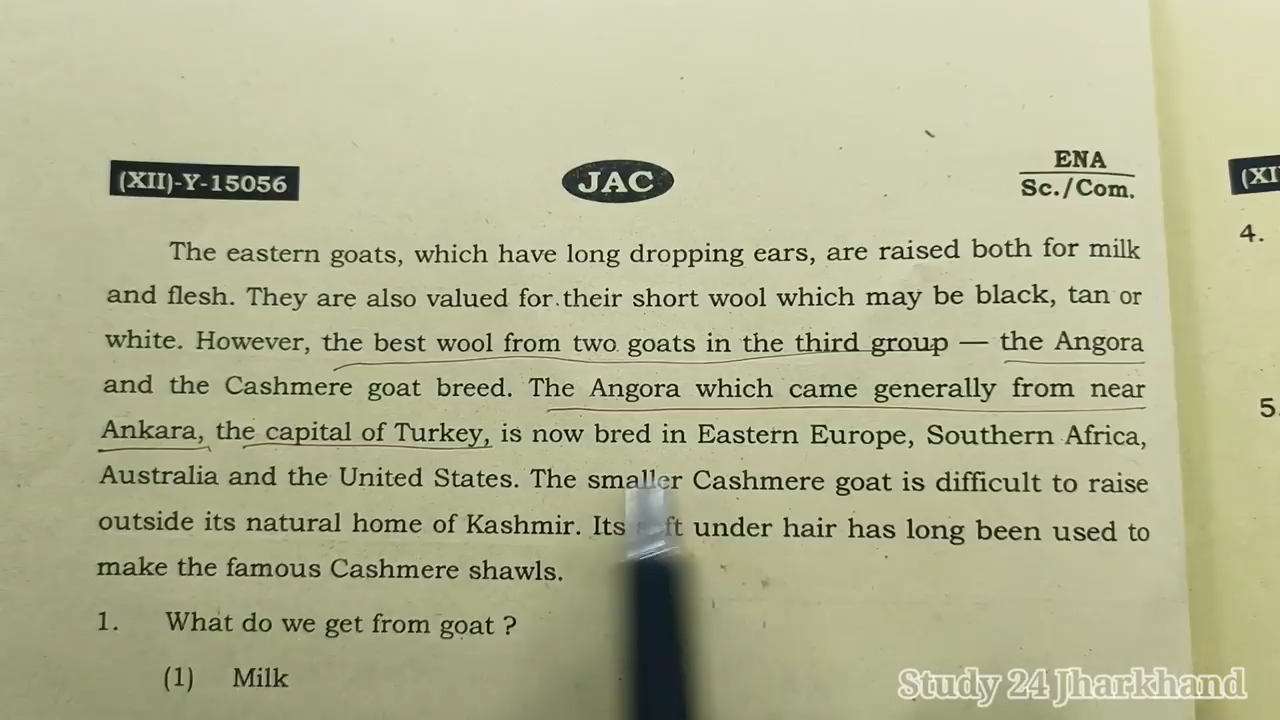 (XII)-Y-15056 JAC ENA
Sc./Com.
(XI
The eastern goats, which have long dropping ears, are raised both for milk
and flesh. They are also valued for their short wool which may be black, tan or
white. However, the best wool from two goats in the third group — the Angora
and the Cashmere goat breed. The Angora which came generally from near
Ankara, the capital of Turkey, is now bred in Eastern Europe, Southern Africa,
Australia and the United States. The smaller Cashmere goat is difficult to raise
outside its natural home of Kashmir. Its under hair has long been used to
make the famous Cashmere shawls.
1. What do we get from goat ?
(1) Milk
4.
5.
Study 24 Jharkhand